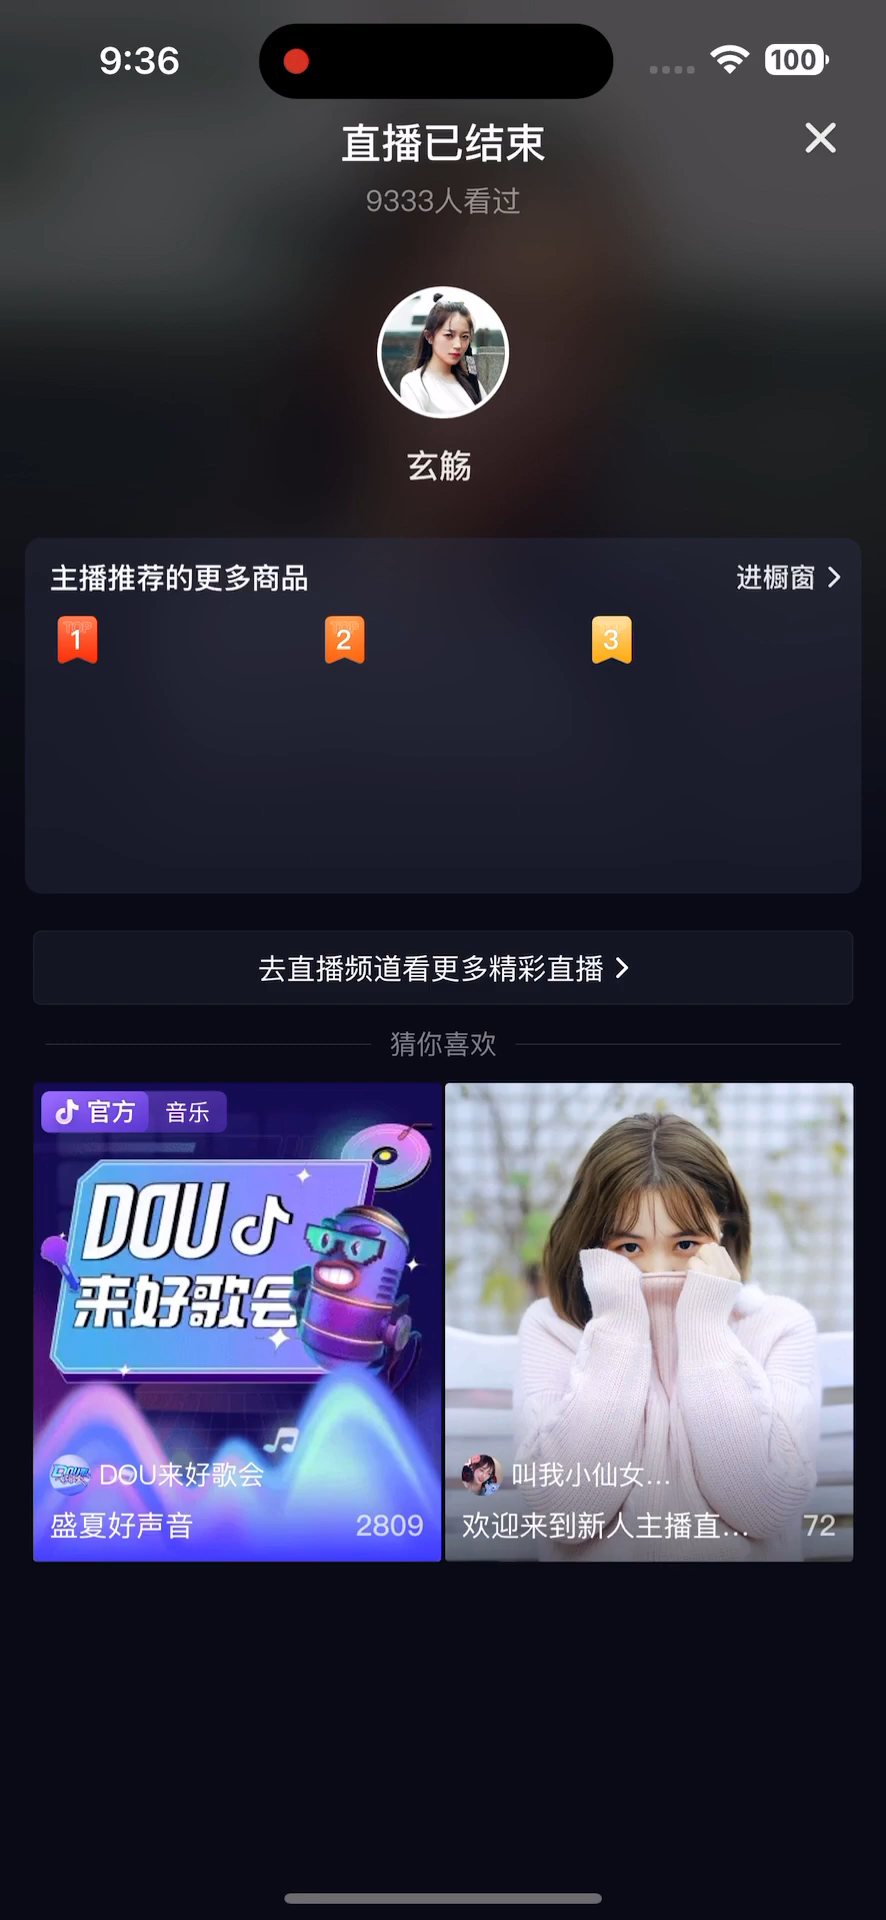 9:36
100
直播已结束
9333人看过
玄觞
主播推荐的更多商品
进橱窗
TOP
1
TOP
2
3
去直播频道看更多精彩直播
猜你喜欢
官方 音乐
DOU
来好歌会
DOU来好歌会
盛夏好声音 2809
叫我小仙女...
欢迎来到新人主播直... 72